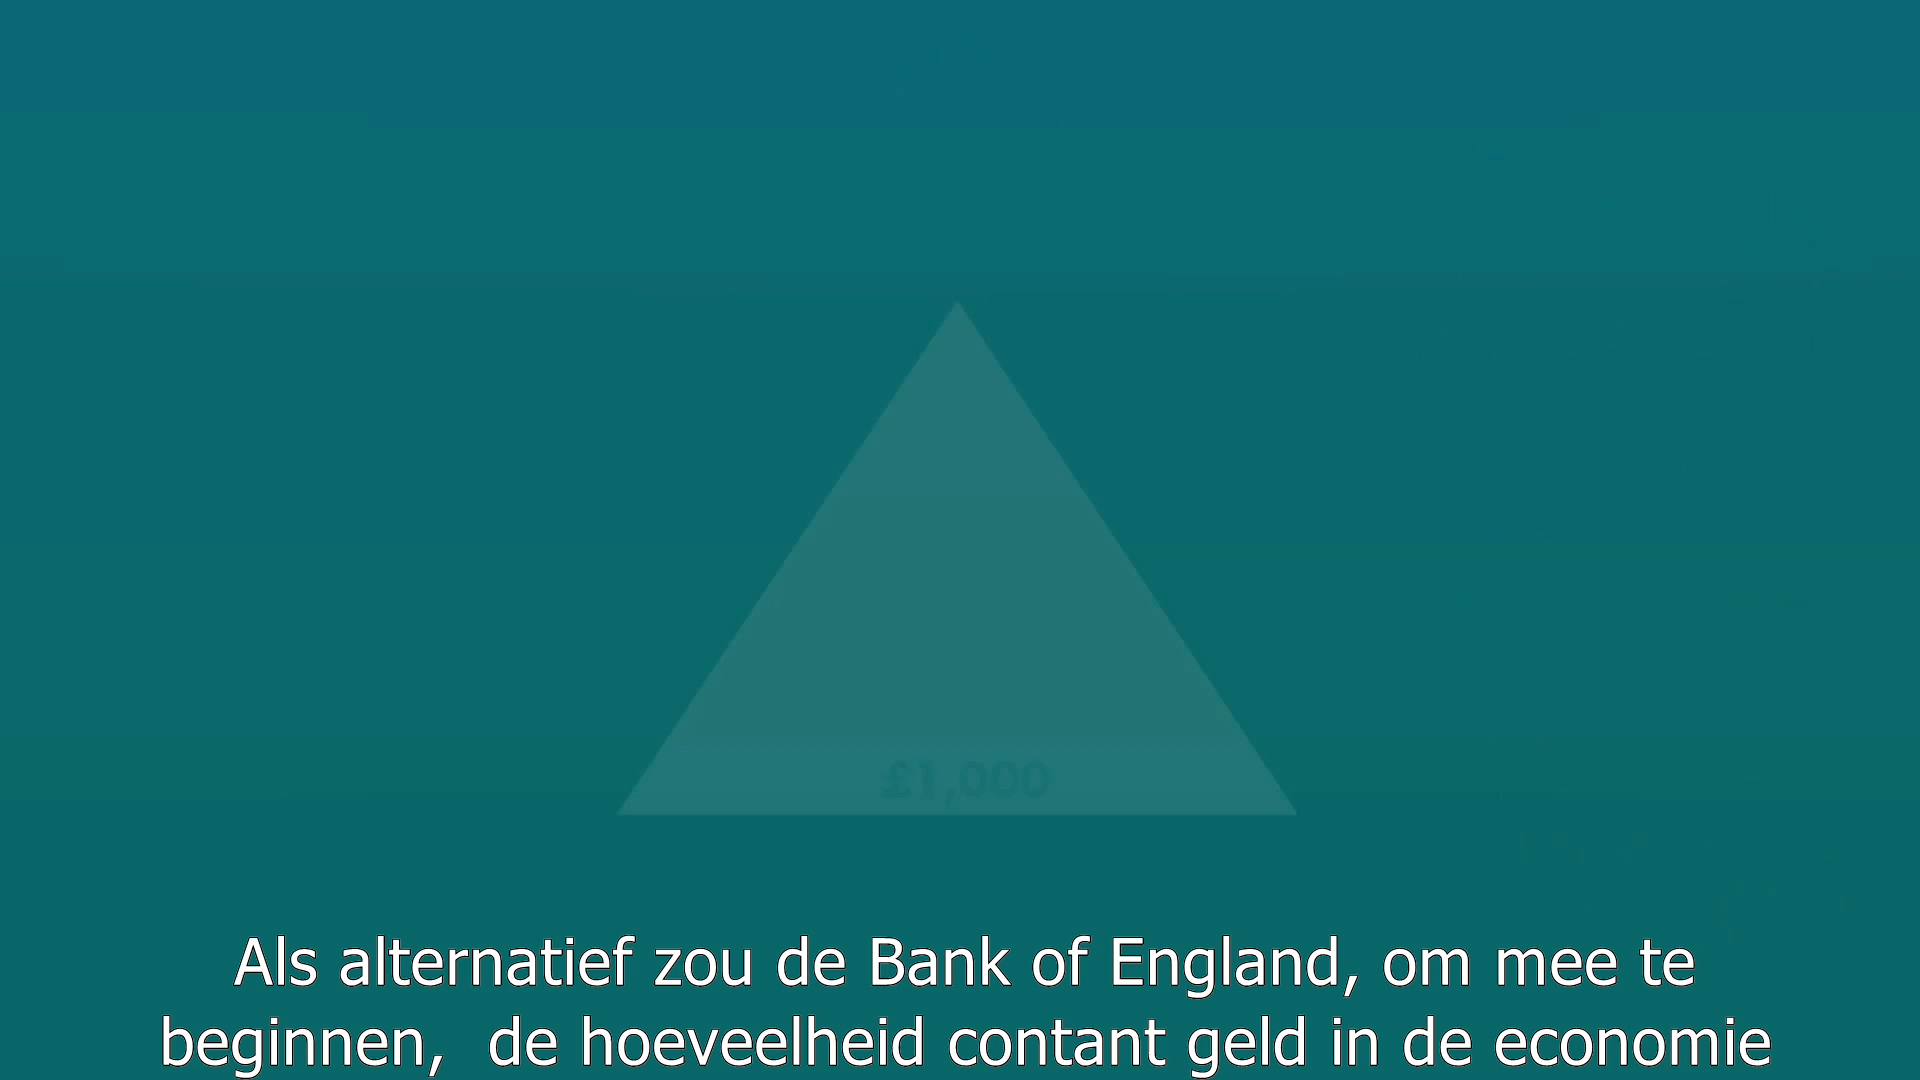 £1,000
Als alternatief zou de Bank of England, om mee te
beginnen,  de hoeveelheid contant geld in de economie